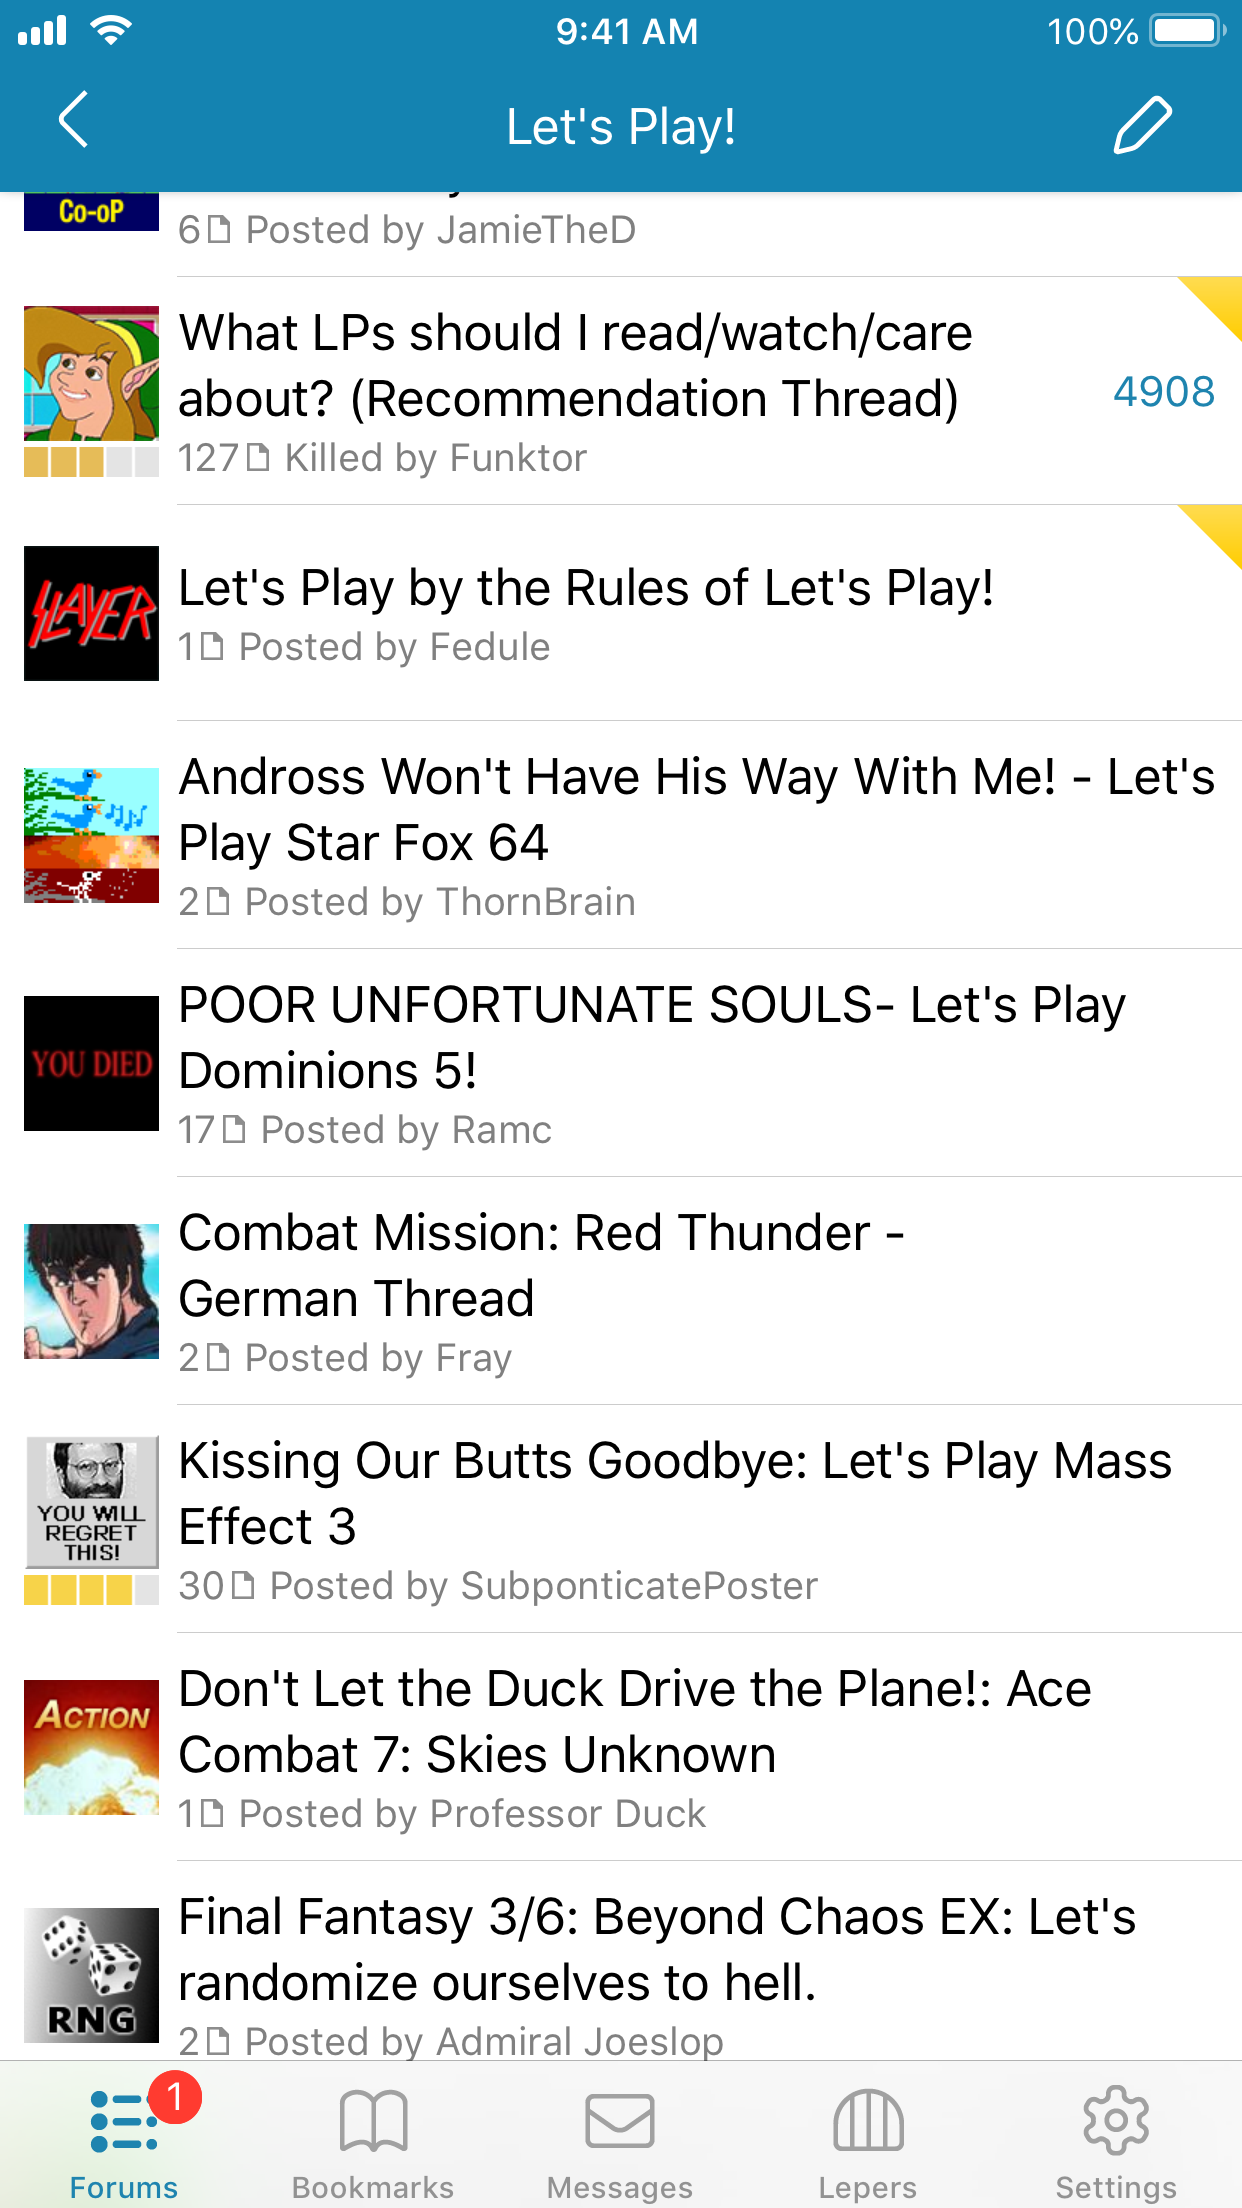 9:41 AM
100%
Let's Play!
Co-oP
6 Posted by JamieTheD
What LPs should I read/watch/care
about? (Recommendation Thread)
4908
127 Killed by Funktor
SLAYER
Let's Play by the Rules of Let's Play!
1 Posted by Fedule
Andross Won't Have His Way With Me! - Let's
Play Star Fox 64
2 Posted by ThornBrain
YOU DIED
POOR UNFORTUNATE SOULS- Let's Play
Dominions 5!
17 Posted by Ramc
Combat Mission: Red Thunder -
German Thread
2 Posted by Fray
YOU WILL
REGRET
THIS!
Kissing Our Butts Goodbye: Let's Play Mass
Effect 3
30 Posted by SubponticatePoster
ACTION
Don't Let the Duck Drive the Plane!: Ace
Combat 7: Skies Unknown
1 Posted by Professor Duck
RNG
Final Fantasy 3/6: Beyond Chaos EX: Let's
randomize ourselves to hell.
2 Posted by Admiral Joeslop
1
Forums
Bookmarks
Messages
Lepers
Settings